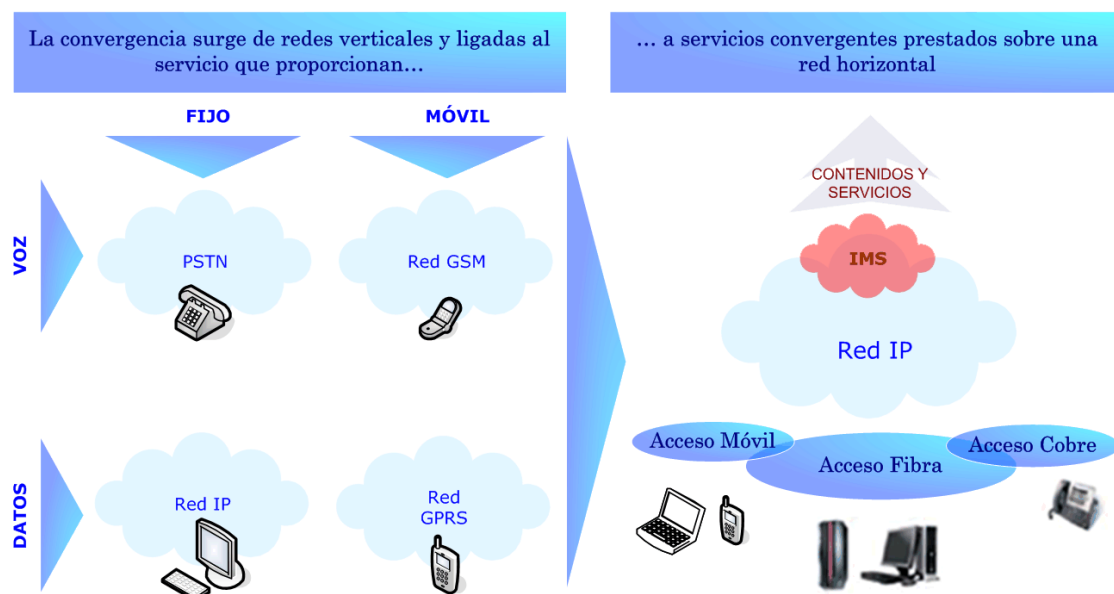 La convergencia surge de redes verticales y ligadas al
servicio que proporcionan...
... a servicios convergentes prestados sobre una
red horizontal
FIJO
MÓVIL
VOZ
PSTN
Red GSM
DATOS
Red IP
Red
GPRS
CONTENIDOS Y
SERVICIOS
IMS
Red IP
Acceso Móvil
Acceso Fibra
Acceso Cobre